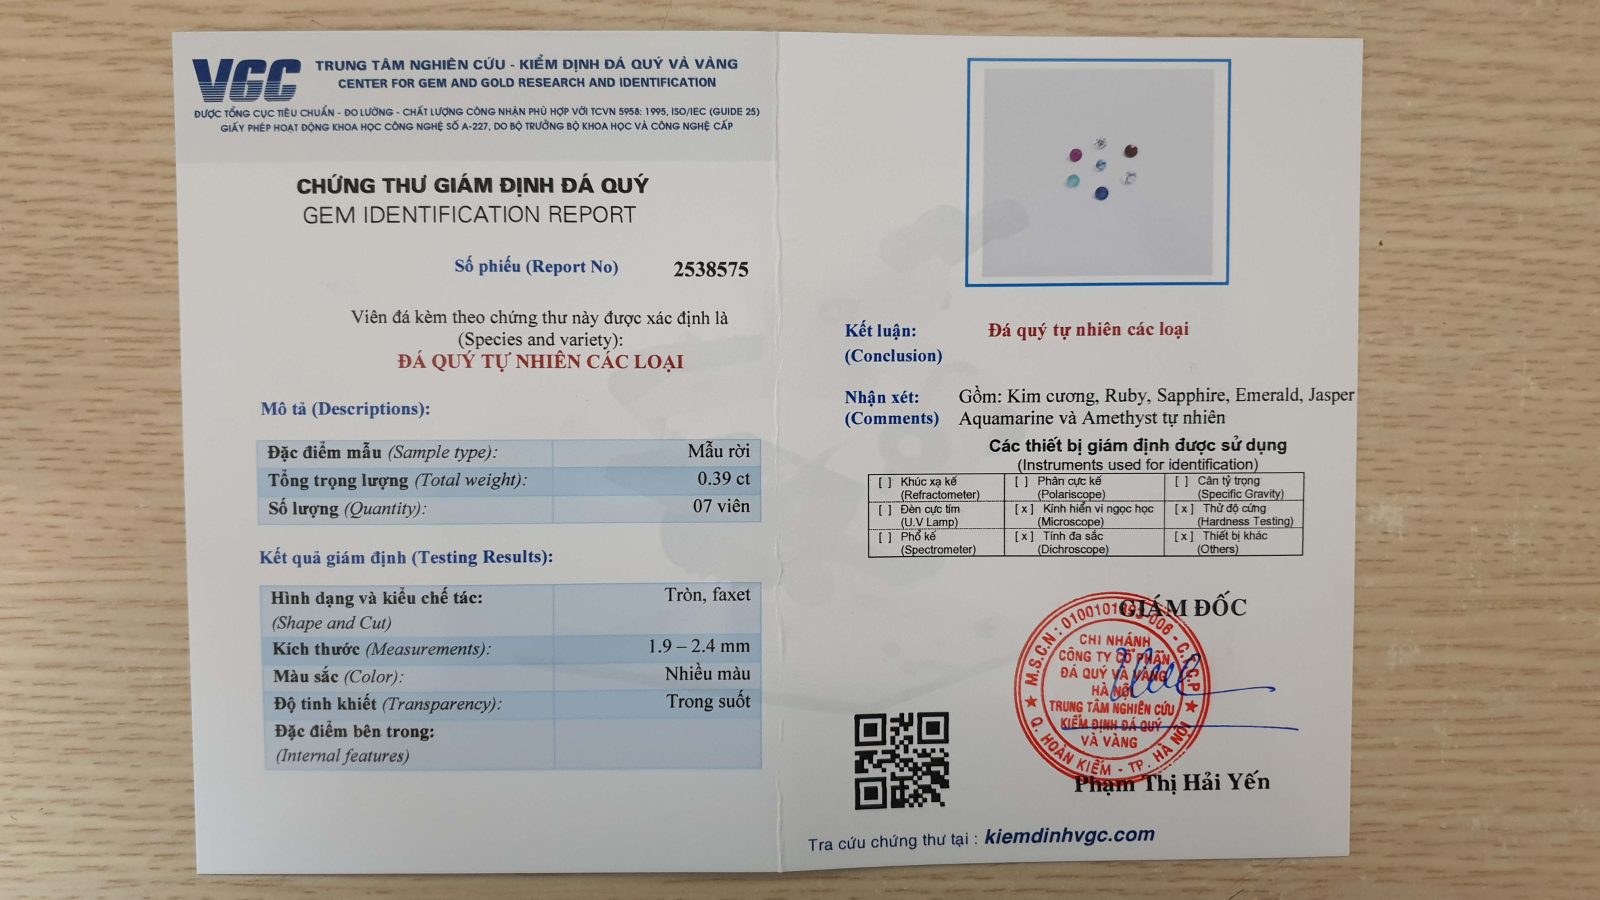 VGC
TRUNG TÂM NGHIÊN CỨU - KIỂM ĐỊNH ĐÁ QUÝ VÀ VÀNG
CENTER FOR GEM AND GOLD RESEARCH AND IDENTIFICATION
ĐƯỢC TỔNG CỤC TIÊU CHUẨN - ĐO LƯỜNG - CHẤT LƯỢNG CÔNG NHẬN PHÙ HỢP VỚI TCVN 5958: 1995, ISO/IEC (GUIDE 25)
GIẤY PHÉP HOẠT ĐỘNG KHOA HỌC CÔNG NGHỆ SỐ A-227, DO BỘ TRƯỞNG BỘ KHOA HỌC VÀ CÔNG NGHỆ CẤP
CHỨNG THƯ GIÁM ĐỊNH ĐÁ QUÝ
GEM IDENTIFICATION REPORT
Số phiếu (Report No) 2538575
Viên đá kèm theo chứng thư này được xác định là
(Species and variety):
ĐÁ QUÝ TỰ NHIÊN CÁC LOẠI
Mô tả (Descriptions):
Đặc điểm mẫu (Sample type): Mẫu rời
Tổng trọng lượng (Total weight): 0.39 ct
Số lượng (Quantity): 07 viên
Kết quả giám định (Testing Results):
Hình dạng và kiểu chế tác: Tròn, faxet
(Shape and Cut)
Kích thước (Measurements): 1.9 – 2.4 mm
Màu sắc (Color): Nhiều màu
Độ tinh khiết (Transparency): Trong suốt
Đặc điểm bên trong:
(Internal features)
Kết luận: Đá quý tự nhiên các loại
(Conclusion)
Nhận xét: Gồm: Kim cương, Ruby, Sapphire, Emerald, Jasper
(Comments) Aquamarine và Amethyst tự nhiên
Các thiết bị giám định được sử dụng
(Instruments used for identification)
[ ] Khúc xạ kế [ ] Phân cực kế [ ] Cân tỷ trọng
(Refractometer) (Polariscope) (Specific Gravity)
[ ] Đèn cực tím [x] Kính hiển vi ngọc học [x] Thử độ cứng
(U.V Lamp) (Microscope) (Hardness Testing)
[ ] Phổ kế [x] Tính đa sắc [x] Thiết bị khác
(Spectrometer) (Dichroscope) (Others)
GIÁM ĐỐC
CHI NHÁNH
CÔNG TY CỔ PHẦN
ĐÁ QUÝ VÀ VÀNG
HÀ NỘI
TRUNG TÂM NGHIÊN CỨU
KIỂM ĐỊNH ĐÁ QUÝ
VÀ VÀNG
Q. HOÀN KIẾM - TP. HÀ NỘI
Phạm Thị Hải Yến
Tra cứu chứng thư tại : kiemdinhvgc.com